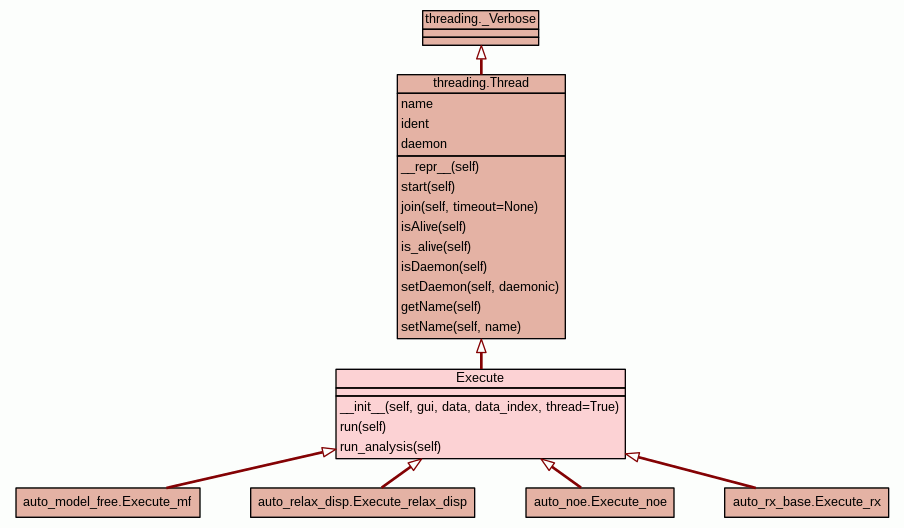 threading._Verbose
threading.Thread
name
ident
daemon
__repr__(self)
start(self)
join(self, timeout=None)
isAlive(self)
is_alive(self)
isDaemon(self)
setDaemon(self, daemonic)
getName(self)
setName(self, name)
Execute
__init__(self, gui, data, data_index, thread=True)
run(self)
run_analysis(self)
auto_model_free.Execute_mf
auto_relax_disp.Execute_relax_disp
auto_noe.Execute_noe
auto_rx_base.Execute_rx